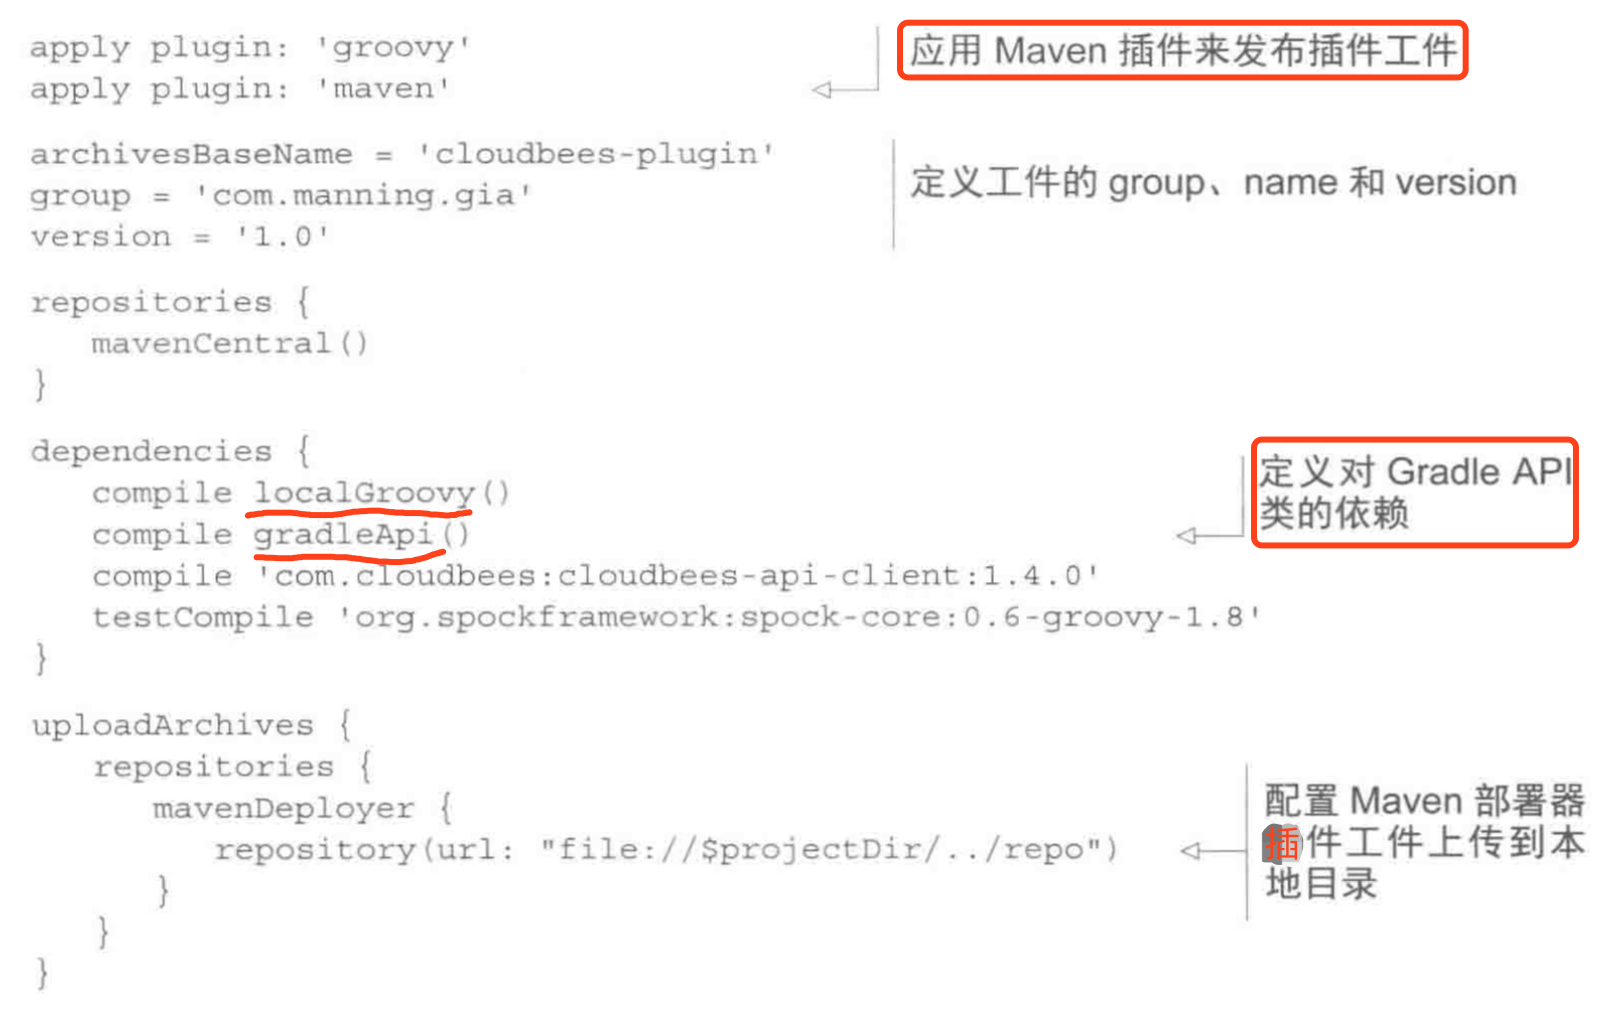 apply plugin: 'groovy'
apply plugin: 'maven'
应用 Maven 插件来发布插件工件
archivesBaseName = 'cloudbees-plugin'
group = 'com.manning.gia'
version = '1.0'
定义工件的 group、name 和 version
repositories {
mavenCentral()
}
dependencies {
compile localGroovy()
compile gradleApi()
compile 'com.cloudbees:cloudbees-api-client:1.4.0'
testCompile 'org.spockframework:spock-core:0.6-groovy-1.8'
}
定义对 Gradle API
类的依赖
uploadArchives {
repositories {
mavenDeployer {
repository(url: "file://$projectDir/../repo")
}
}
}
配置 Maven 部署器
插件工件上传到本
地目录